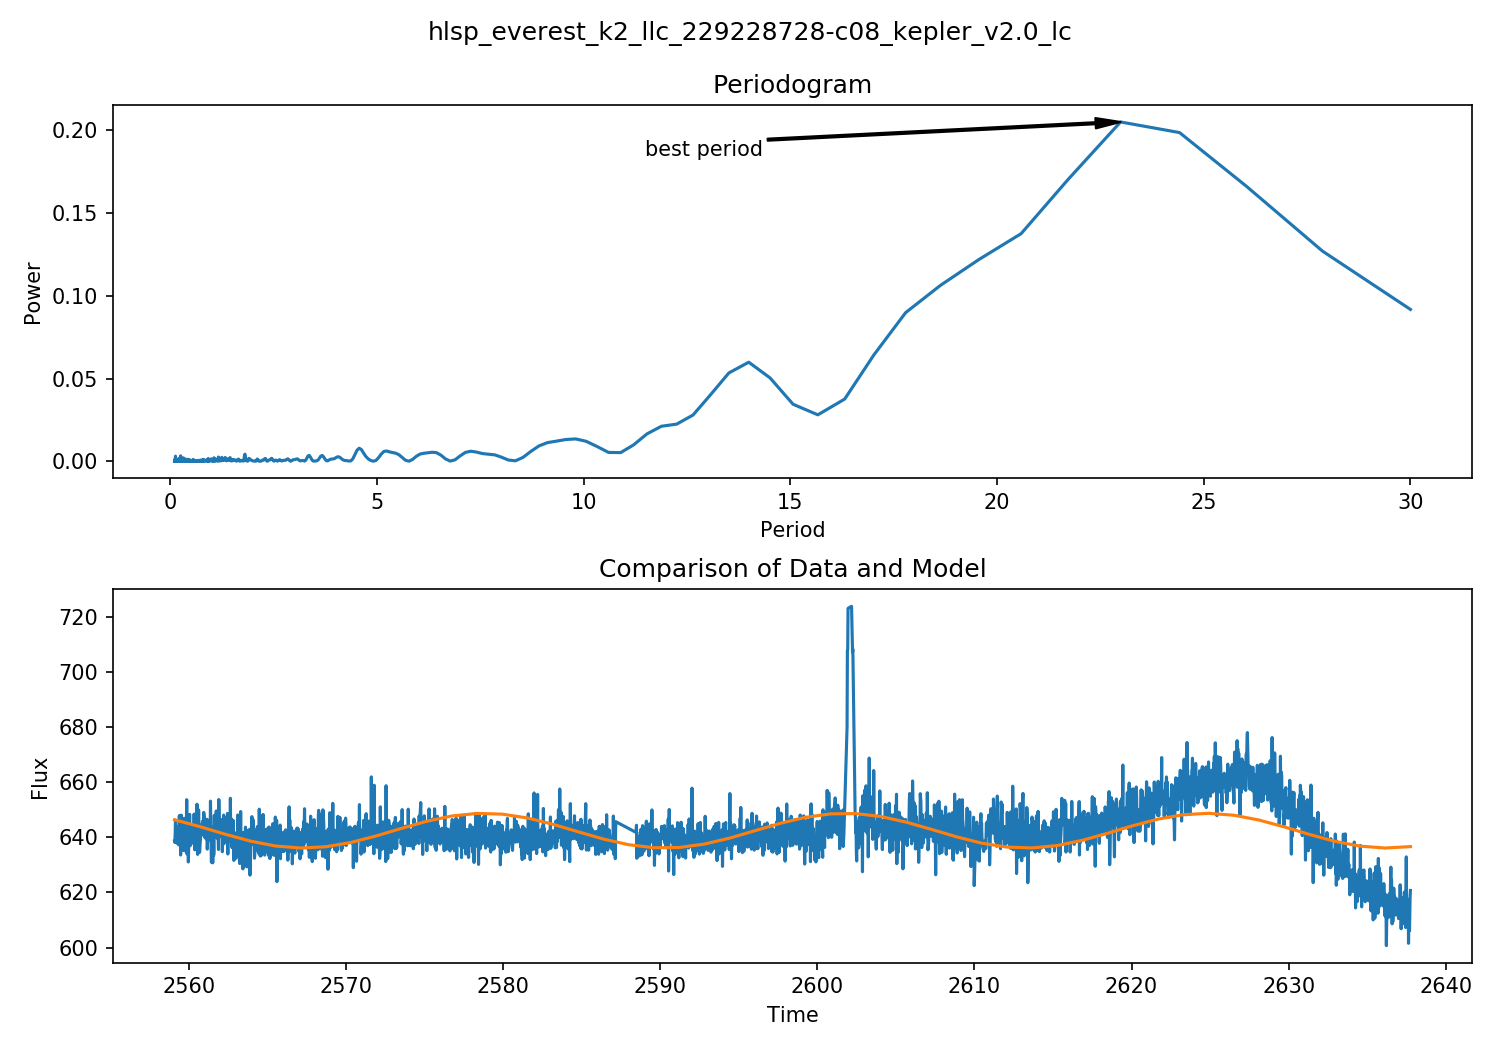 hlsp_everest_k2_llc_229228728-c08_kepler_v2.0_lc
Periodogram
0.20
0.15
0.10
0.05
0.00
Power
best period
0 5 10 15 20 25 30
Period
Comparison of Data and Model
720
700
680
660
640
620
600
Flux
2560 2570 2580 2590 2600 2610 2620 2630 2640
Time